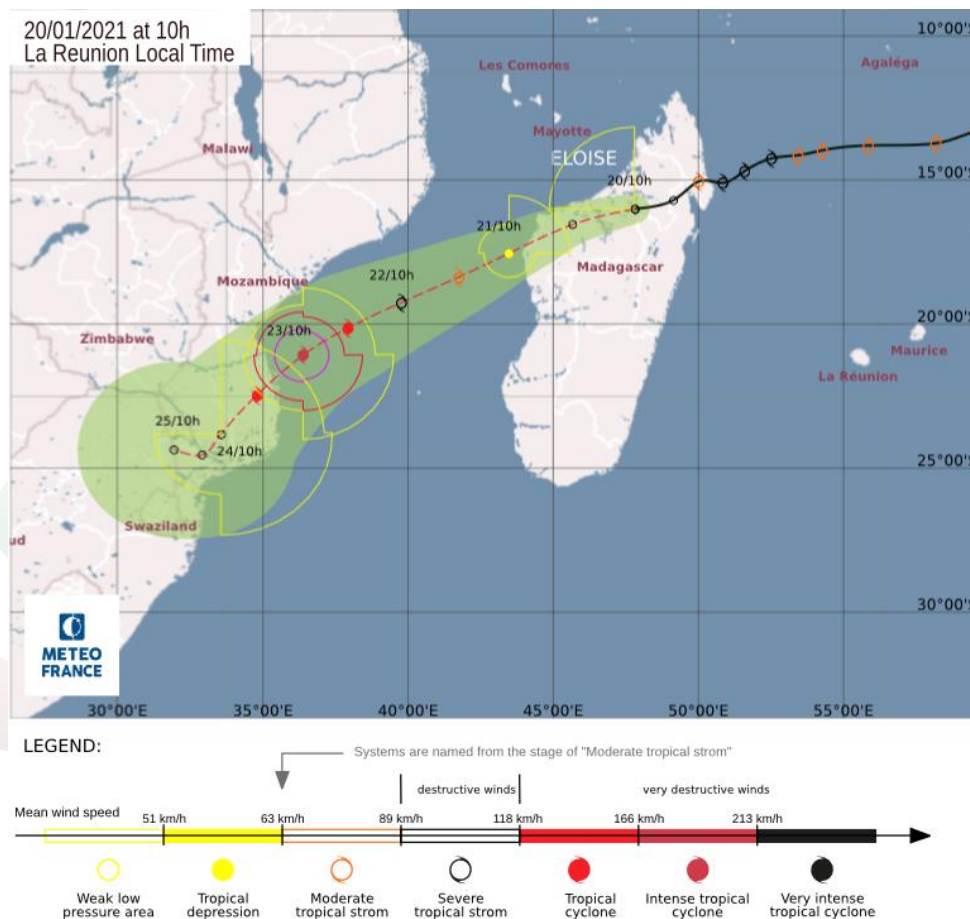 20/01/2021 at 10h
La Reunion Local Time
10°00'S
Les Comores
Agaléga
Mayotte
Malawi
ELOISE
20/10h
15°00'S
21/10h
22/10h
Madagascar
Mozambique
20°00'S
23/10h
Zimbabwe
Maurice
La Réunion
25/10h
24/10h
25°00'S
Swaziland
ud
30°00'S
METEO
FRANCE
30°00'E 35°00'E 40°00'E 45°00'E 50°00'E 55°00'E
LEGEND:
Systems are named from the stage of "Moderate tropical strom"
destructive winds
very destructive winds
Mean wind speed
51 km/h 63 km/h 89 km/h 118 km/h 166 km/h 213 km/h
Weak low
pressure area
Tropical
depression
Moderate
tropical strom
Severe
tropical strom
Tropical
cyclone
Intense tropical
cyclone
Very intense
tropical cyclone